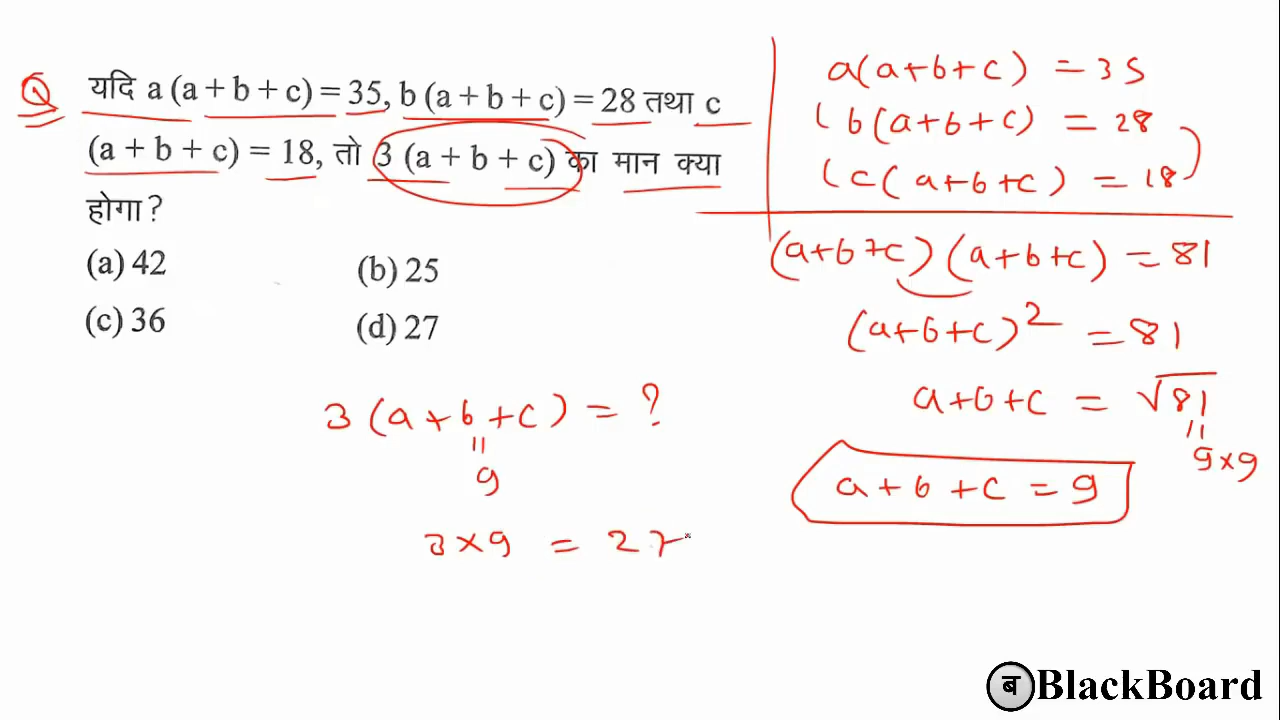 Q यदि a (a + b + c) = 35, b (a + b + c) = 28 तथा c
(a + b + c) = 18, तो 3 (a + b + c) का मान क्या
होगा?
(a) 42 (b) 25
(c) 36 (d) 27
3 (a + b + c) = ?
=
9
3 × 9 = 27
a(a+b+c) = 35
( b(a+b+c) = 28
( c(a+b+c) = 18 )
(a+b+c) (a+b+c) = 81
(a+b+c)2 = 81
a+b+c = √81
=
9×9
a+b+c = 9
ब BlackBoard